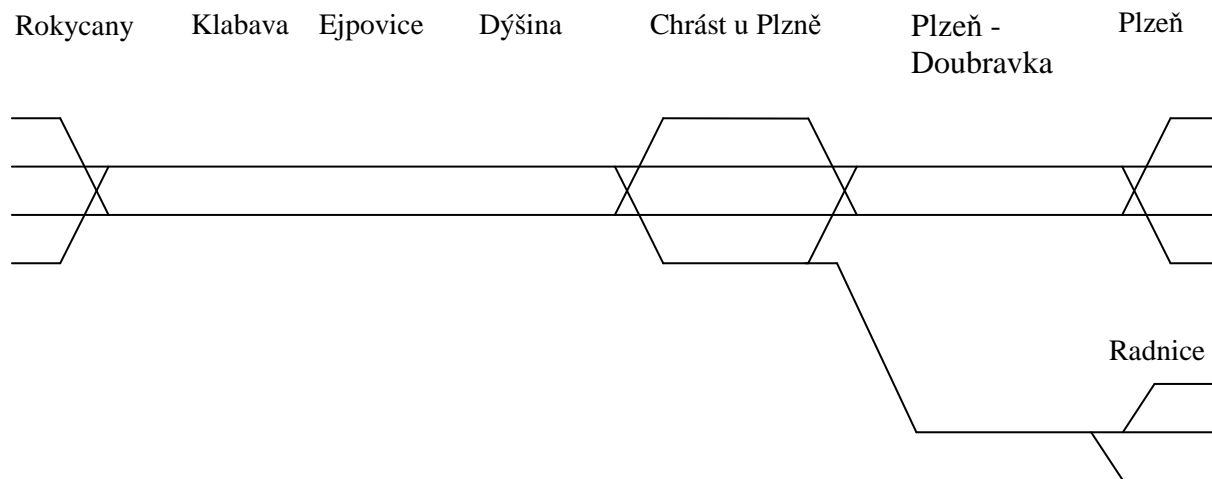 Rokycany Klabava Ejpovice Dýšina Chrást u Plzně Plzeň - Plzeň
Doubravka
Radnice